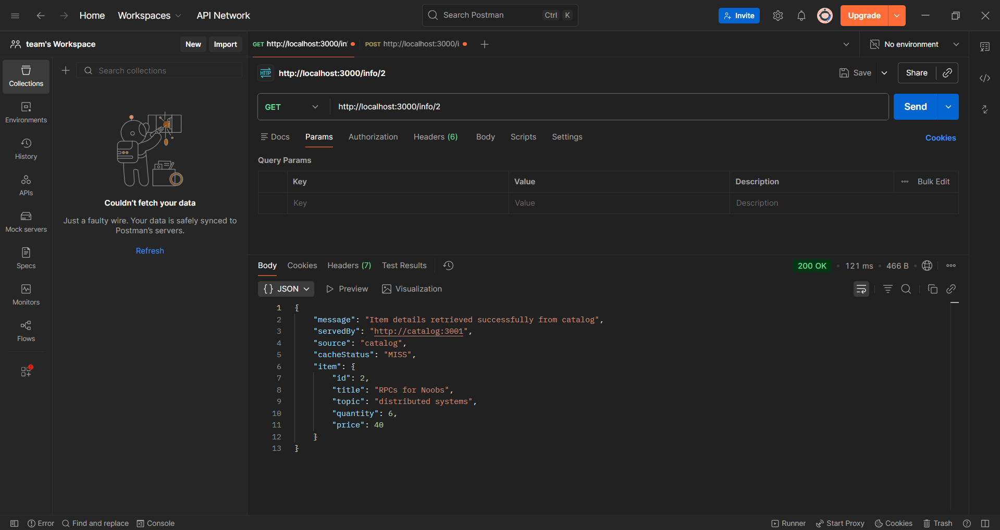 Home
Workspaces
API Network
Search Postman
Ctrl K
Invite
Upgrade
team's Workspace
New
Import
GET http://localhost:3000/in
POST http://localhost:3000/i
No environment
Collections
Environments
History
APIs
Mock servers
Specs
Monitors
Flows
Search collections
Couldn’t fetch your data
Just a faulty wire. Your data is safely synced to
Postman’s servers.
Refresh
HTTP http://localhost:3000/info/2
Save
Share
GET
http://localhost:3000/info/2
Send
Docs
Params
Authorization
Headers (6)
Body
Scripts
Settings
Cookies
Query Params
Key
Value
Description
Bulk Edit
Key
Value
Description
Body
Cookies
Headers (7)
Test Results
200 OK
121 ms
466 B
{} JSON
Preview
Visualization
1 {
2 "message": "Item details retrieved successfully from catalog",
3 "servedBy": "http://catalog:3001",
4 "source": "catalog",
5 "cacheStatus": "MISS",
6 "item": {
7 "id": 2,
8 "title": "RPCs for Noobs",
9 "topic": "distributed systems",
10 "quantity": 6,
11 "price": 40
12 }
13 }
Error
Find and replace
Console
Runner
Start Proxy
Cookies
Trash